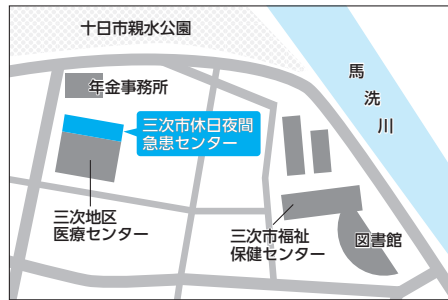 十日市親水公園
年金事務所
馬洗川
三次市休日夜間
急患センター
三次地区
医療センター
三次市福祉
保健センター
図書館